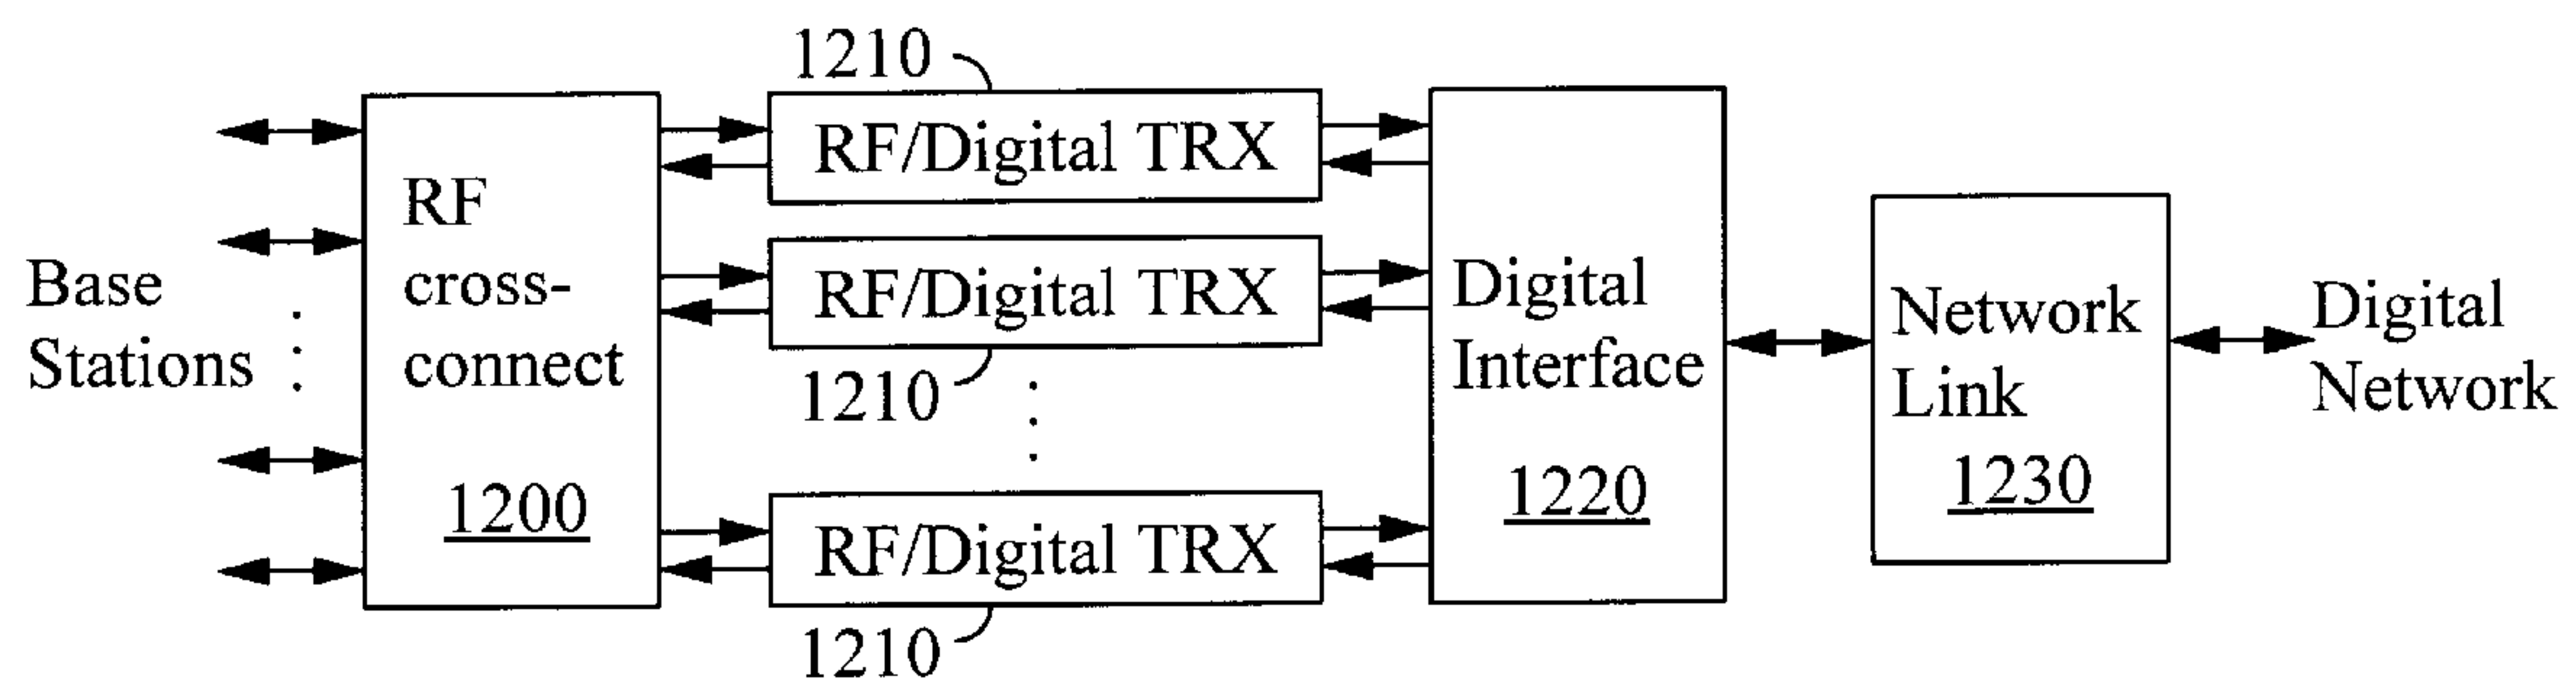 Base
Stations
RF
cross-
connect
1200
1210
RF/Digital TRX
RF/Digital TRX
1210
RF/Digital TRX
1210
Digital
Interface
1220
Network
Link
1230
Digital
Network